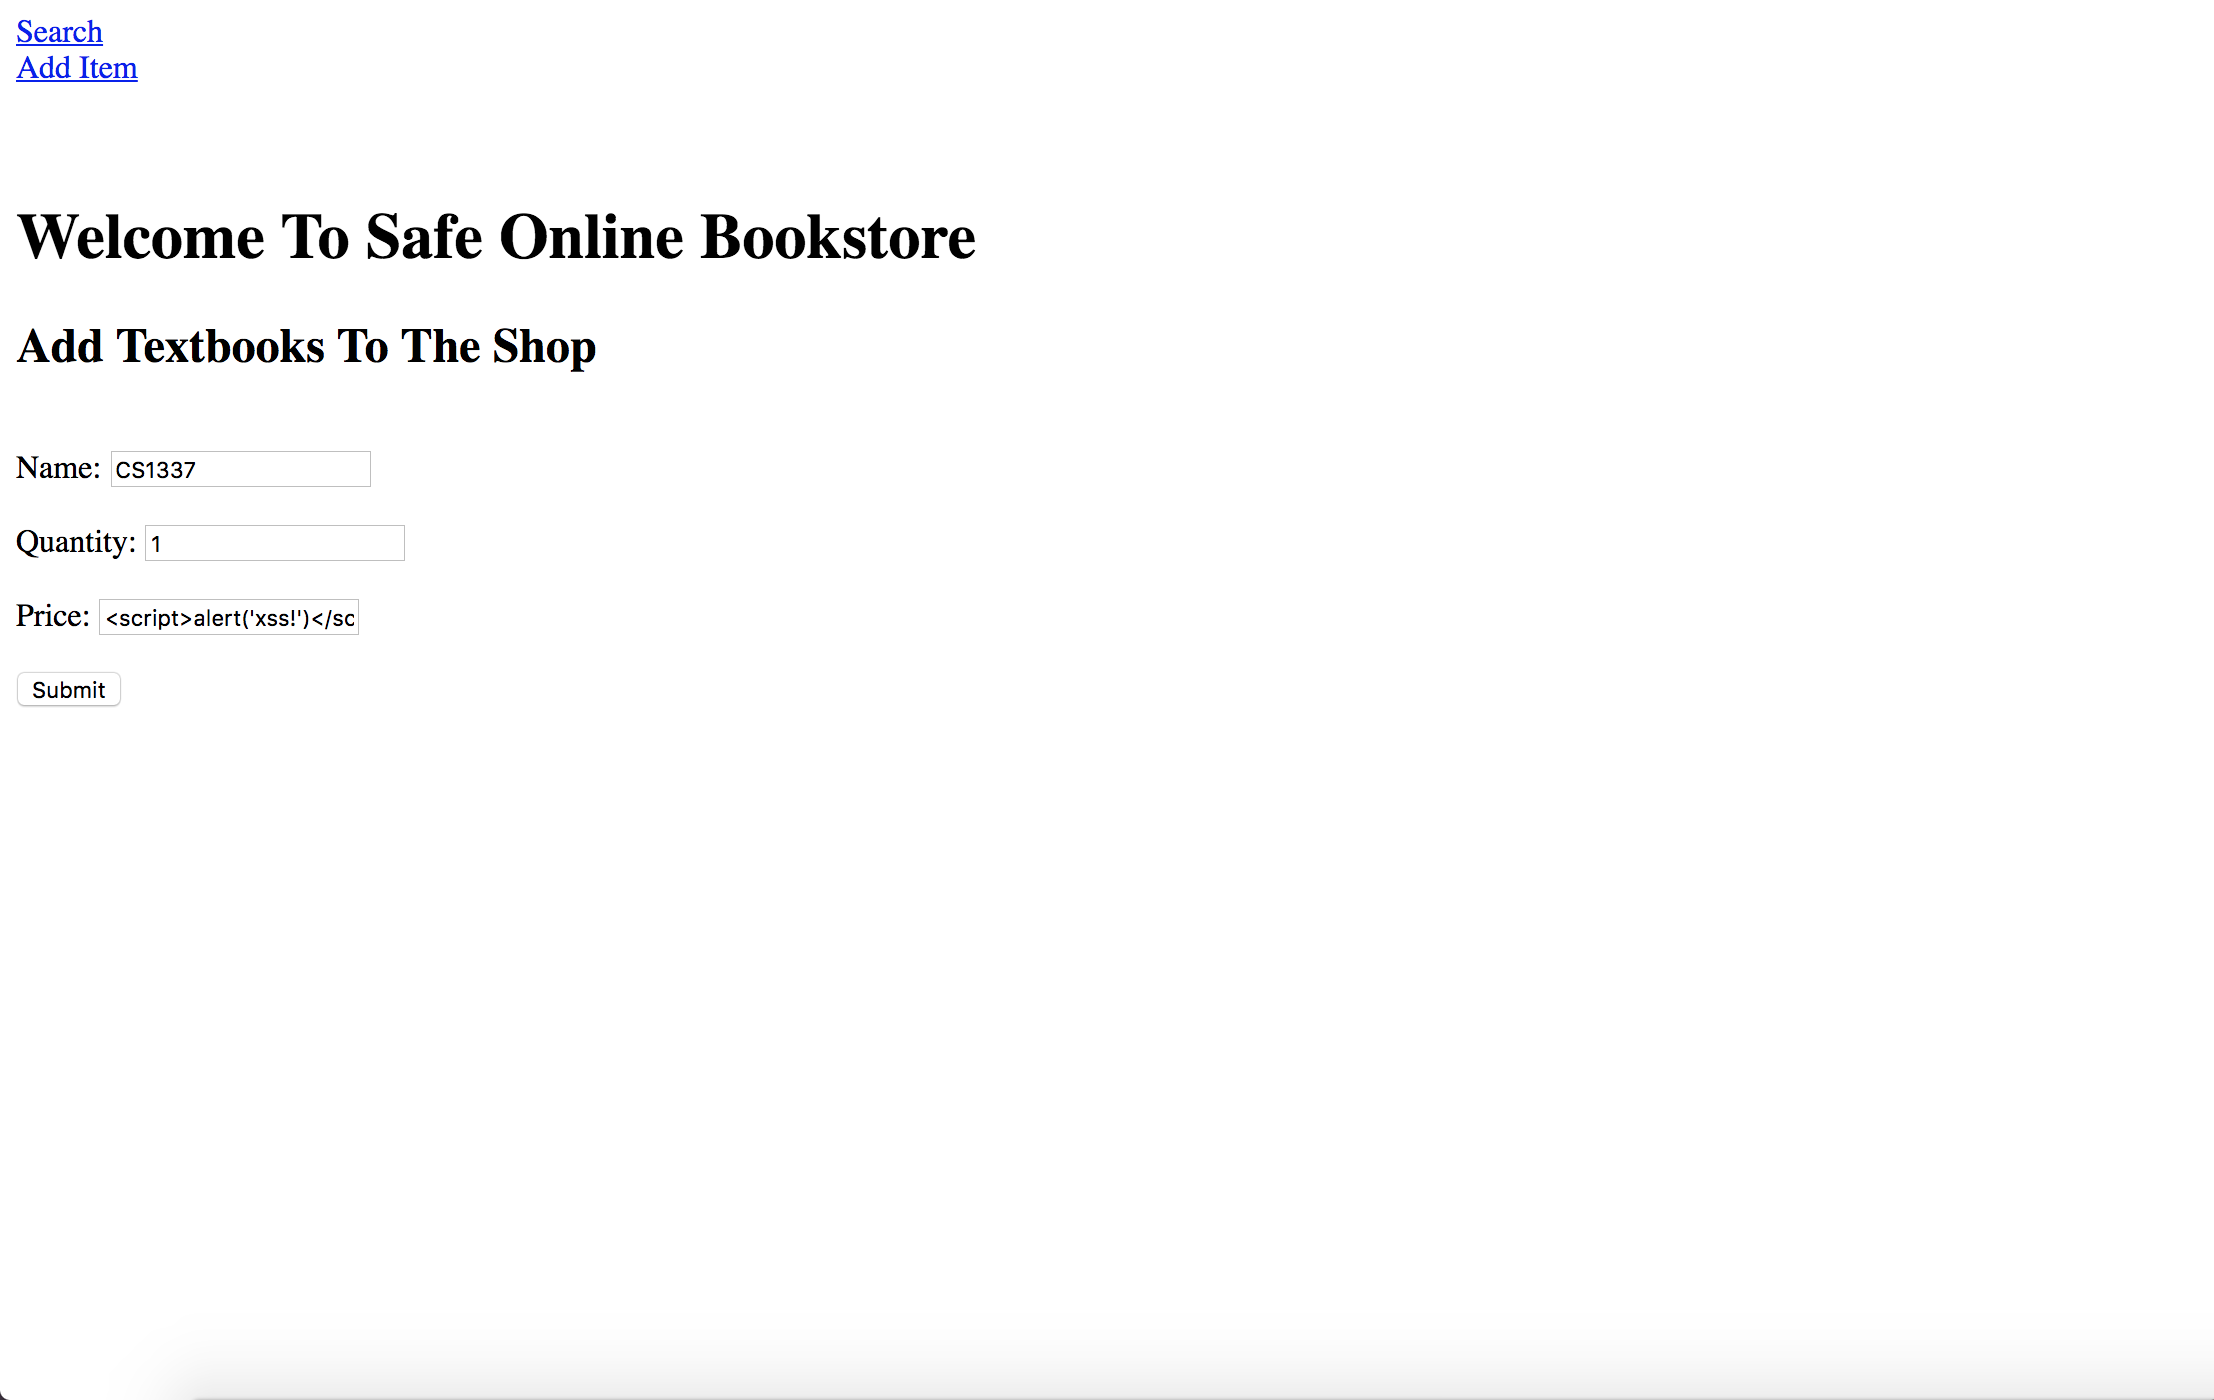 Search
Add Item
Welcome To Safe Online Bookstore
Add Textbooks To The Shop
Name: CS1337
Quantity: 1
Price: <script>alert('xss!')</sc
Submit